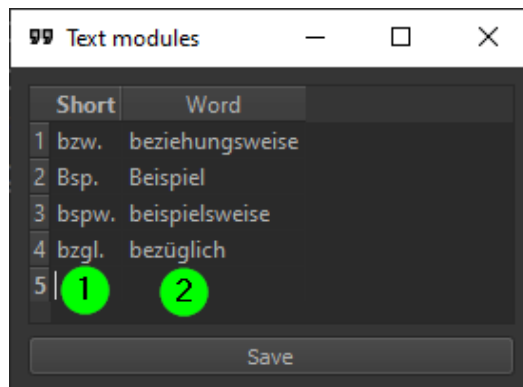 Text modules
Short Word
1 bzw. beziehungsweise
2 Bsp. Beispiel
3 bspw. beispielsweise
4 bzgl. bezüglich
5 1 2
Save